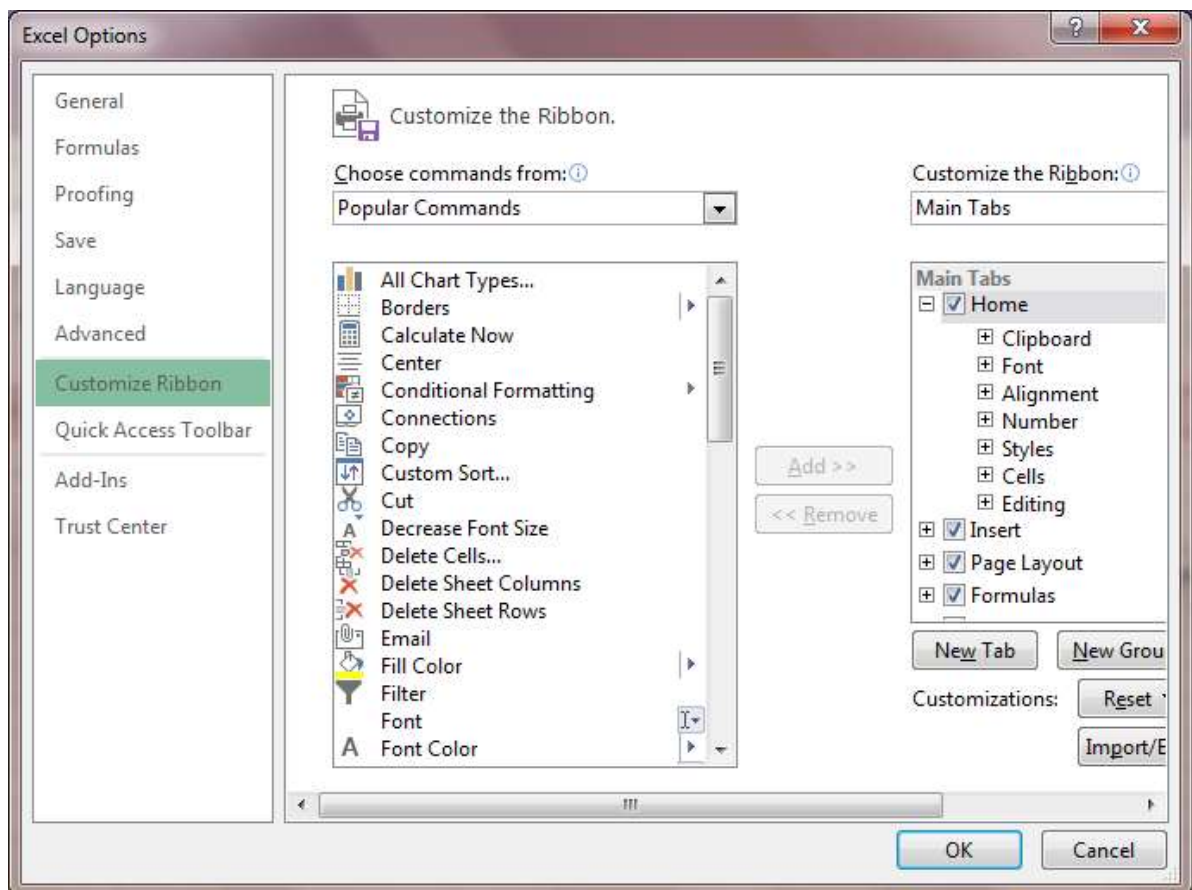 Excel Options
General
Formulas
Proofing
Save
Language
Advanced
Customize Ribbon
Quick Access Toolbar
Add-Ins
Trust Center
Customize the Ribbon.
Choose commands from:
Popular Commands
All Chart Types...
Borders
Calculate Now
Center
Conditional Formatting
Connections
Copy
Custom Sort...
Cut
Decrease Font Size
Delete Cells...
Delete Sheet Columns
Delete Sheet Rows
Email
Fill Color
Filter
Font
Font Color
Add >>
<< Remove
Customize the Ribbon:
Main Tabs
Main Tabs
Home
Clipboard
Font
Alignment
Number
Styles
Cells
Editing
Insert
Page Layout
Formulas
New Tab
New Grou
Customizations:
Reset
Import/E
OK
Cancel